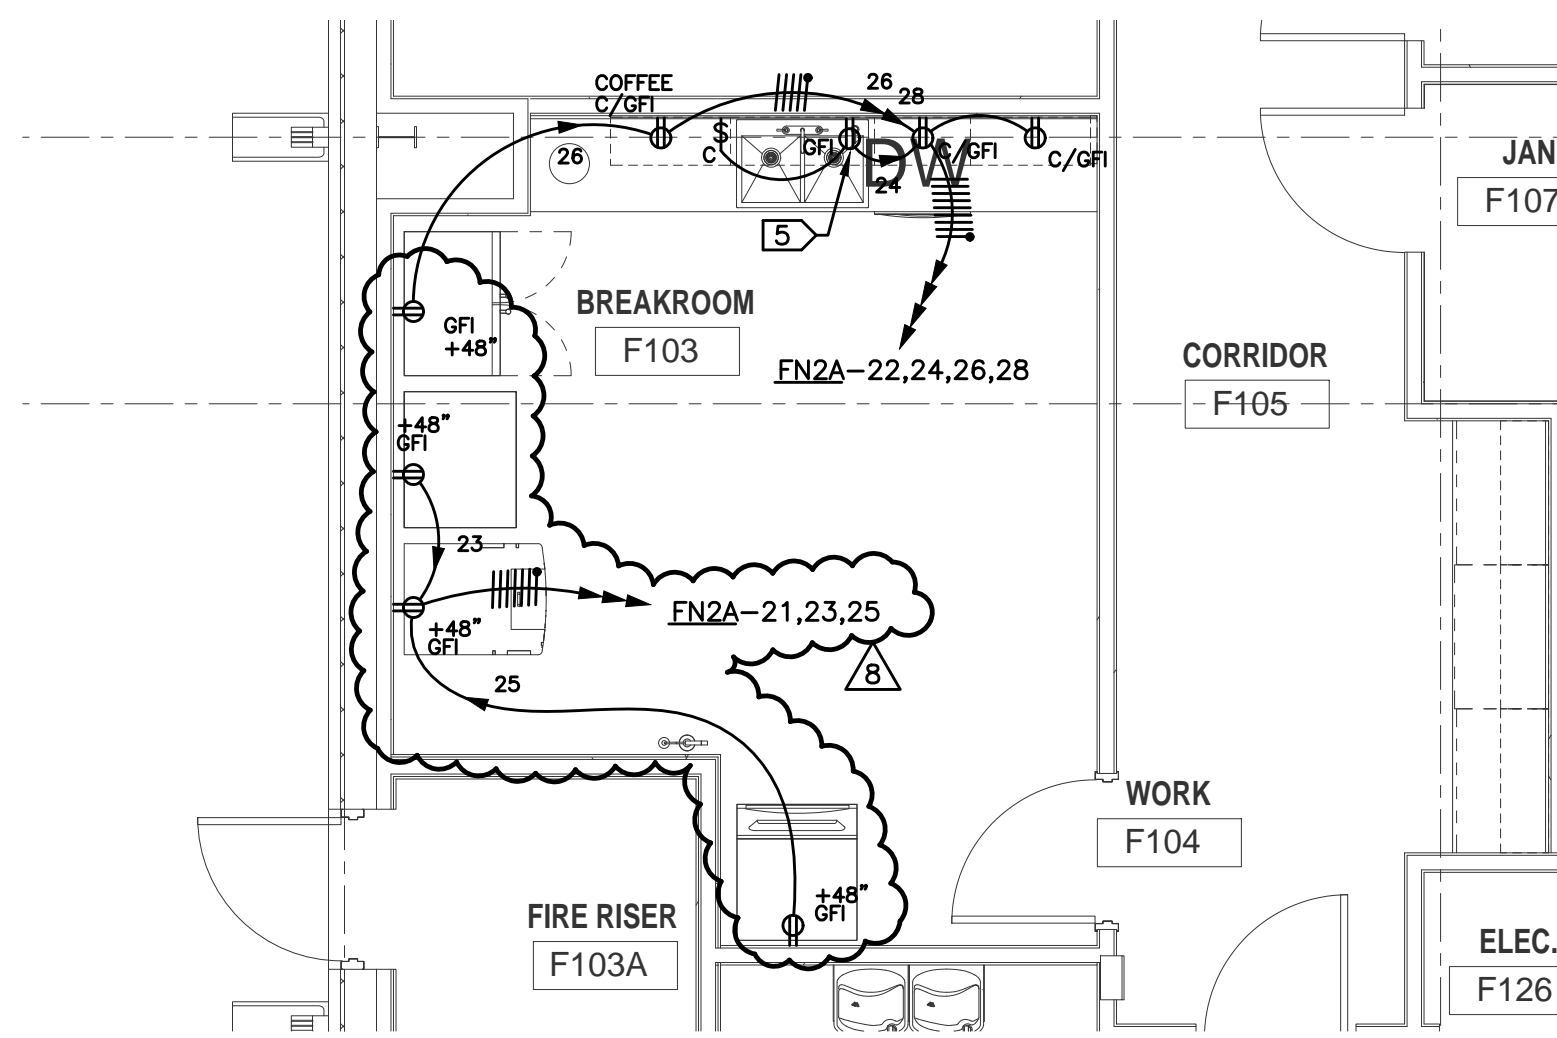 COFFEE
C/GFI
26
28
JAN
F107
26
$
C
GFI
DW
C/GFI
C/GFI
24
5
GFI
+48"
BREAKROOM
F103
FN2A-22,24,26,28
CORRIDOR
F105
+48"
GFI
23
FN2A-21,23,25
+48"
GFI
8
25
WORK
F104
+48"
GFI
FIRE RISER
F103A
ELEC.
F126